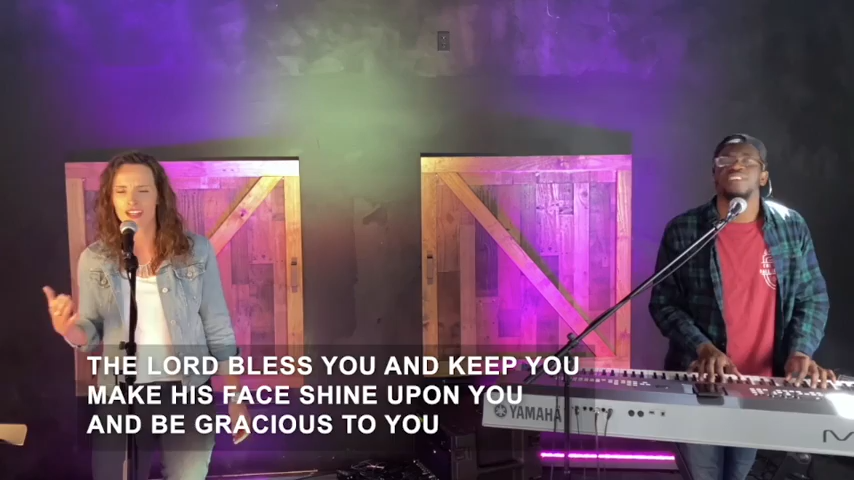 THE LORD BLESS YOU AND KEEP YOU
MAKE HIS FACE SHINE UPON YOU
AND BE GRACIOUS TO YOU
YAMAHA